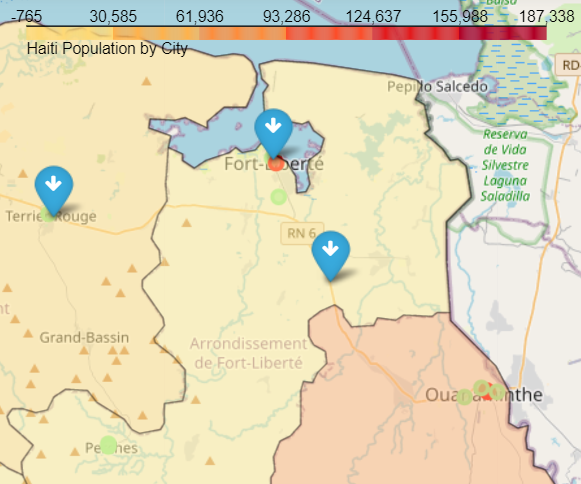 -765 30,585 61,936 93,286 124,637 155,988 187,338
Haiti Population by City
Pepillo Salcedo
RD-
Reserva
de Vida
Silvestre
Laguna
Saladilla
Fort-Liberté
Terrier-Rouge
RN 6
Grand-Bassin
Arrondissement
de Fort-Liberté
Ouanaminthe